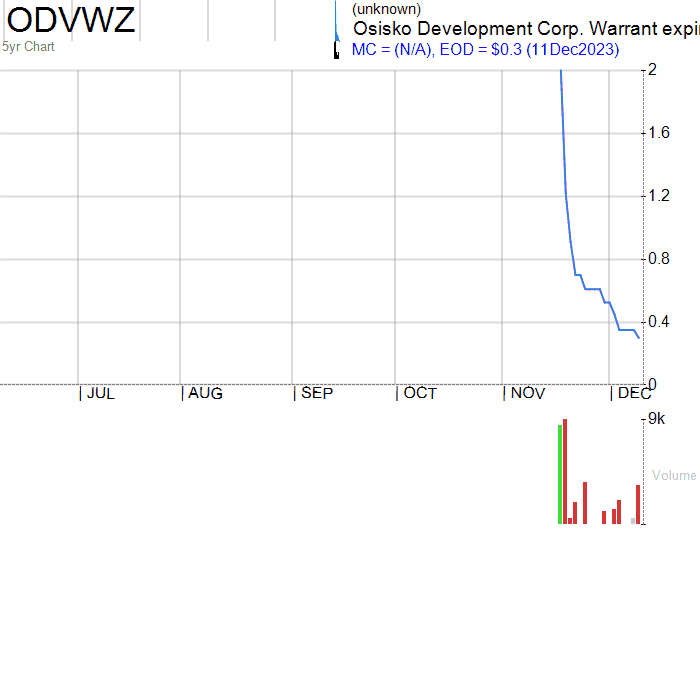 ODVWZ
5yr Chart
(unknown)
Osisko Development Corp. Warrant expi
MC = (N/A), EOD = $0.3 (11Dec2023)
2
1.6
1.2
0.8
0.4
0
| JUL | AUG | SEP | OCT | NOV | DEC
9k
Volume